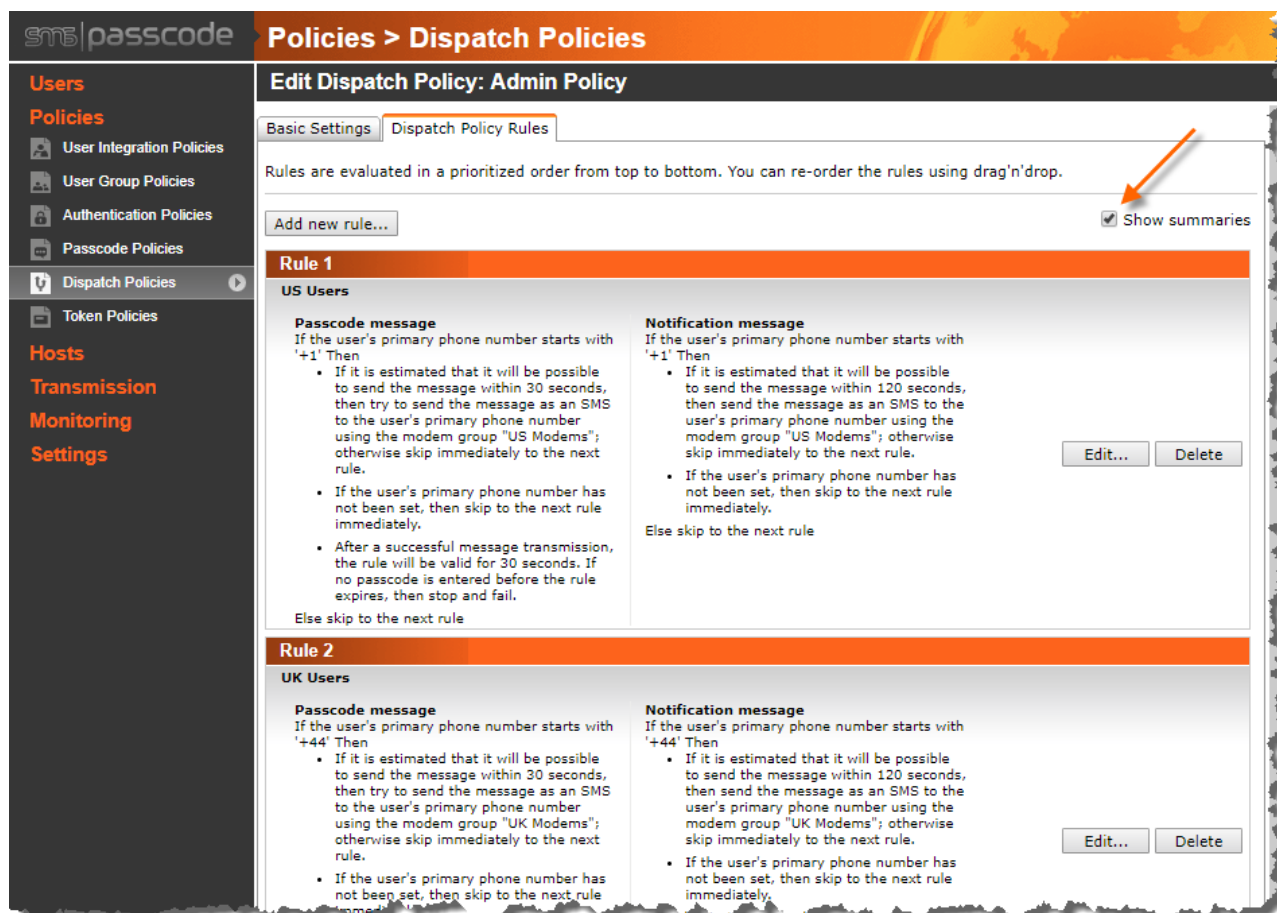 sms|passcode
Policies > Dispatch Policies
Users
Policies
User Integration Policies
User Group Policies
Authentication Policies
Passcode Policies
Dispatch Policies
Token Policies
Hosts
Transmission
Monitoring
Settings
Edit Dispatch Policy: Admin Policy
Basic Settings
Dispatch Policy Rules
Rules are evaluated in a prioritized order from top to bottom. You can re-order the rules using drag'n'drop.
Add new rule...
Show summaries
Rule 1
US Users
Passcode message
If the user's primary phone number starts with
'+1' Then
• If it is estimated that it will be possible
to send the message within 30 seconds,
then try to send the message as an SMS
to the user's primary phone number
using the modem group "US Modems";
otherwise skip immediately to the next
rule.
• If the user's primary phone number has
not been set, then skip to the next rule
immediately.
• After a successful message transmission,
the rule will be valid for 30 seconds. If
no passcode is entered before the rule
expires, then stop and fail.
Else skip to the next rule
Notification message
If the user's primary phone number starts with
'+1' Then
• If it is estimated that it will be possible
to send the message within 120 seconds,
then send the message as an SMS to the
user's primary phone number using the
modem group "US Modems"; otherwise
skip immediately to the next rule.
• If the user's primary phone number has
not been set, then skip to the next rule
immediately.
Else skip to the next rule
Edit...
Delete
Rule 2
UK Users
Passcode message
If the user's primary phone number starts with
'+44' Then
• If it is estimated that it will be possible
to send the message within 30 seconds,
then try to send the message as an SMS
to the user's primary phone number
using the modem group "UK Modems";
otherwise skip immediately to the next
rule.
• If the user's primary phone number has
not been set, then skip to the next rule
Notification message
If the user's primary phone number starts with
'+44' Then
• If it is estimated that it will be possible
to send the message within 120 seconds,
then send the message as an SMS to the
user's primary phone number using the
modem group "UK Modems"; otherwise
skip immediately to the next rule.
• If the user's primary phone number has
not been set, then skip to the next rule
immediately.
Edit...
Delete